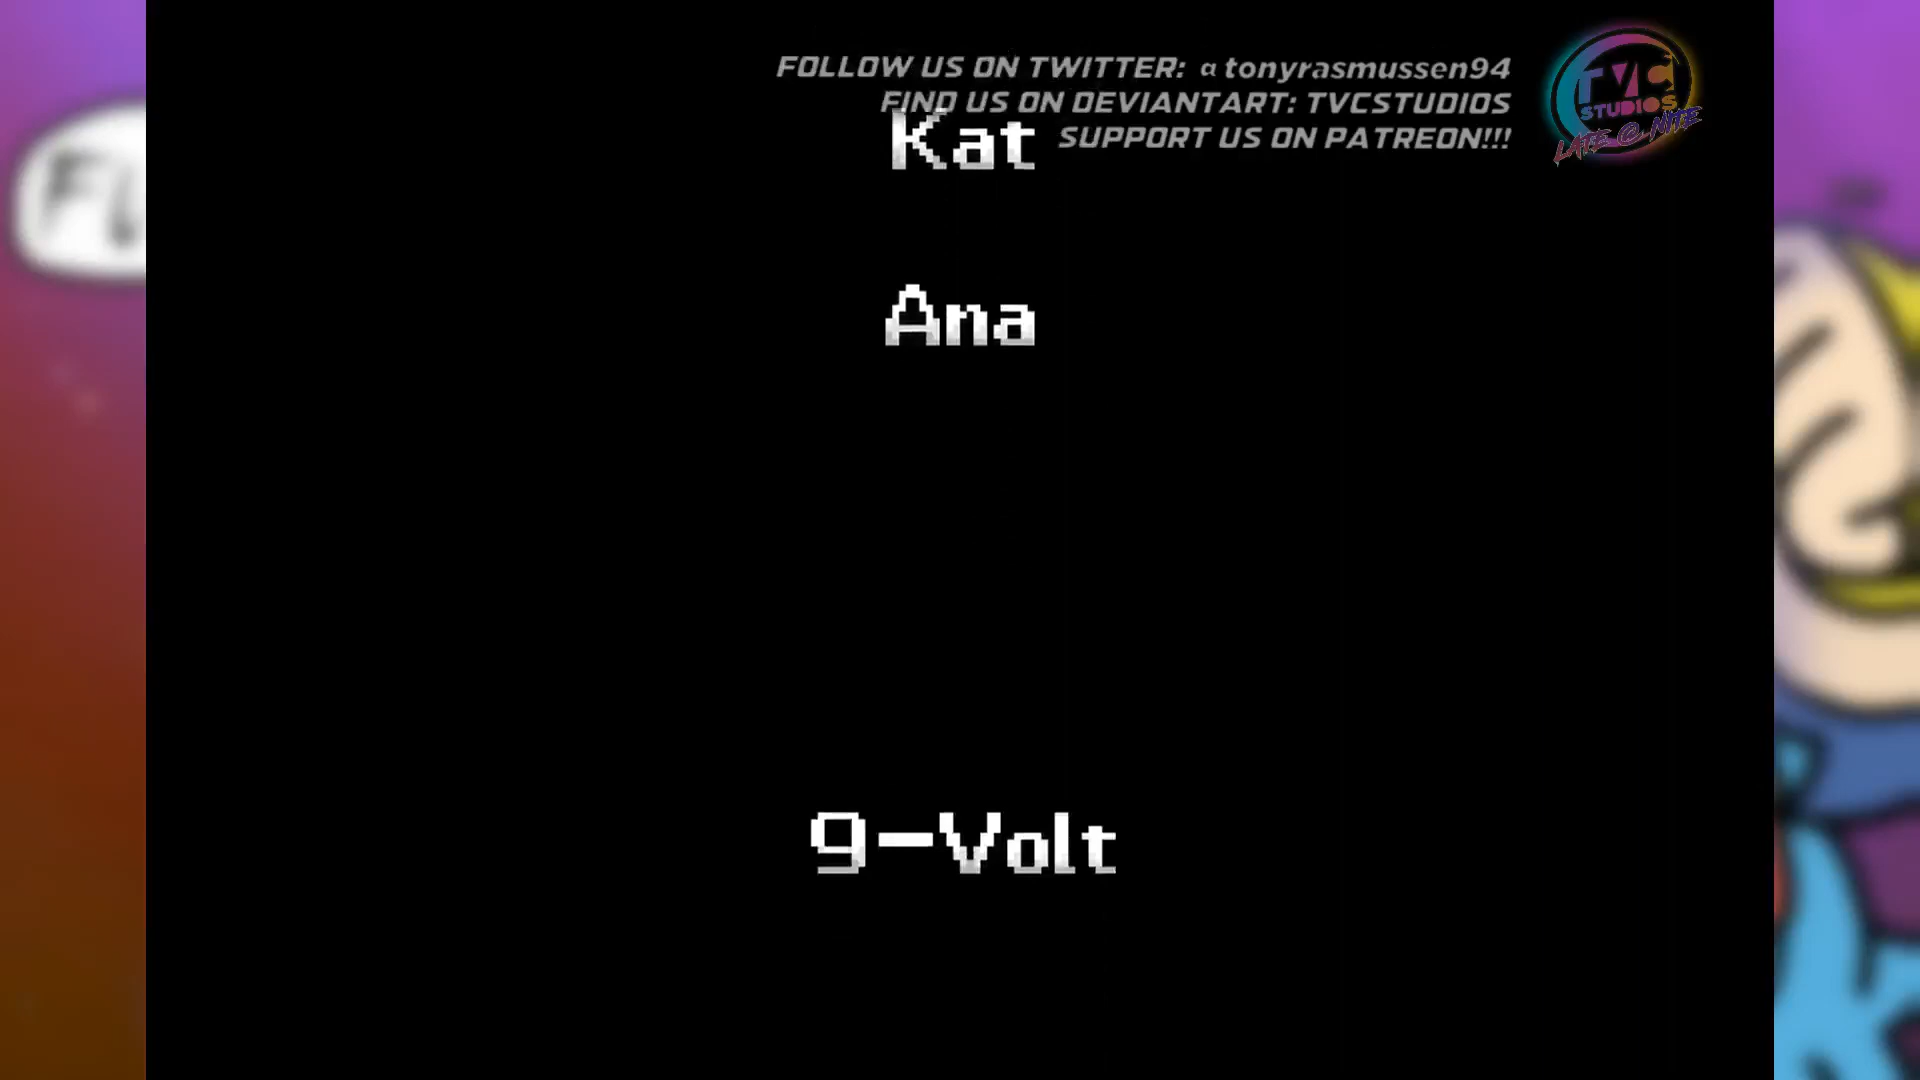 FOLLOW US ON TWITTER: @tonyrasmussen94
FIND US ON DEVIANTART: TVCSTUDIOS
SUPPORT US ON PATREON!!!
TVC
STUDIOS
LATE @ NITE
Kat
Ana
9-Volt